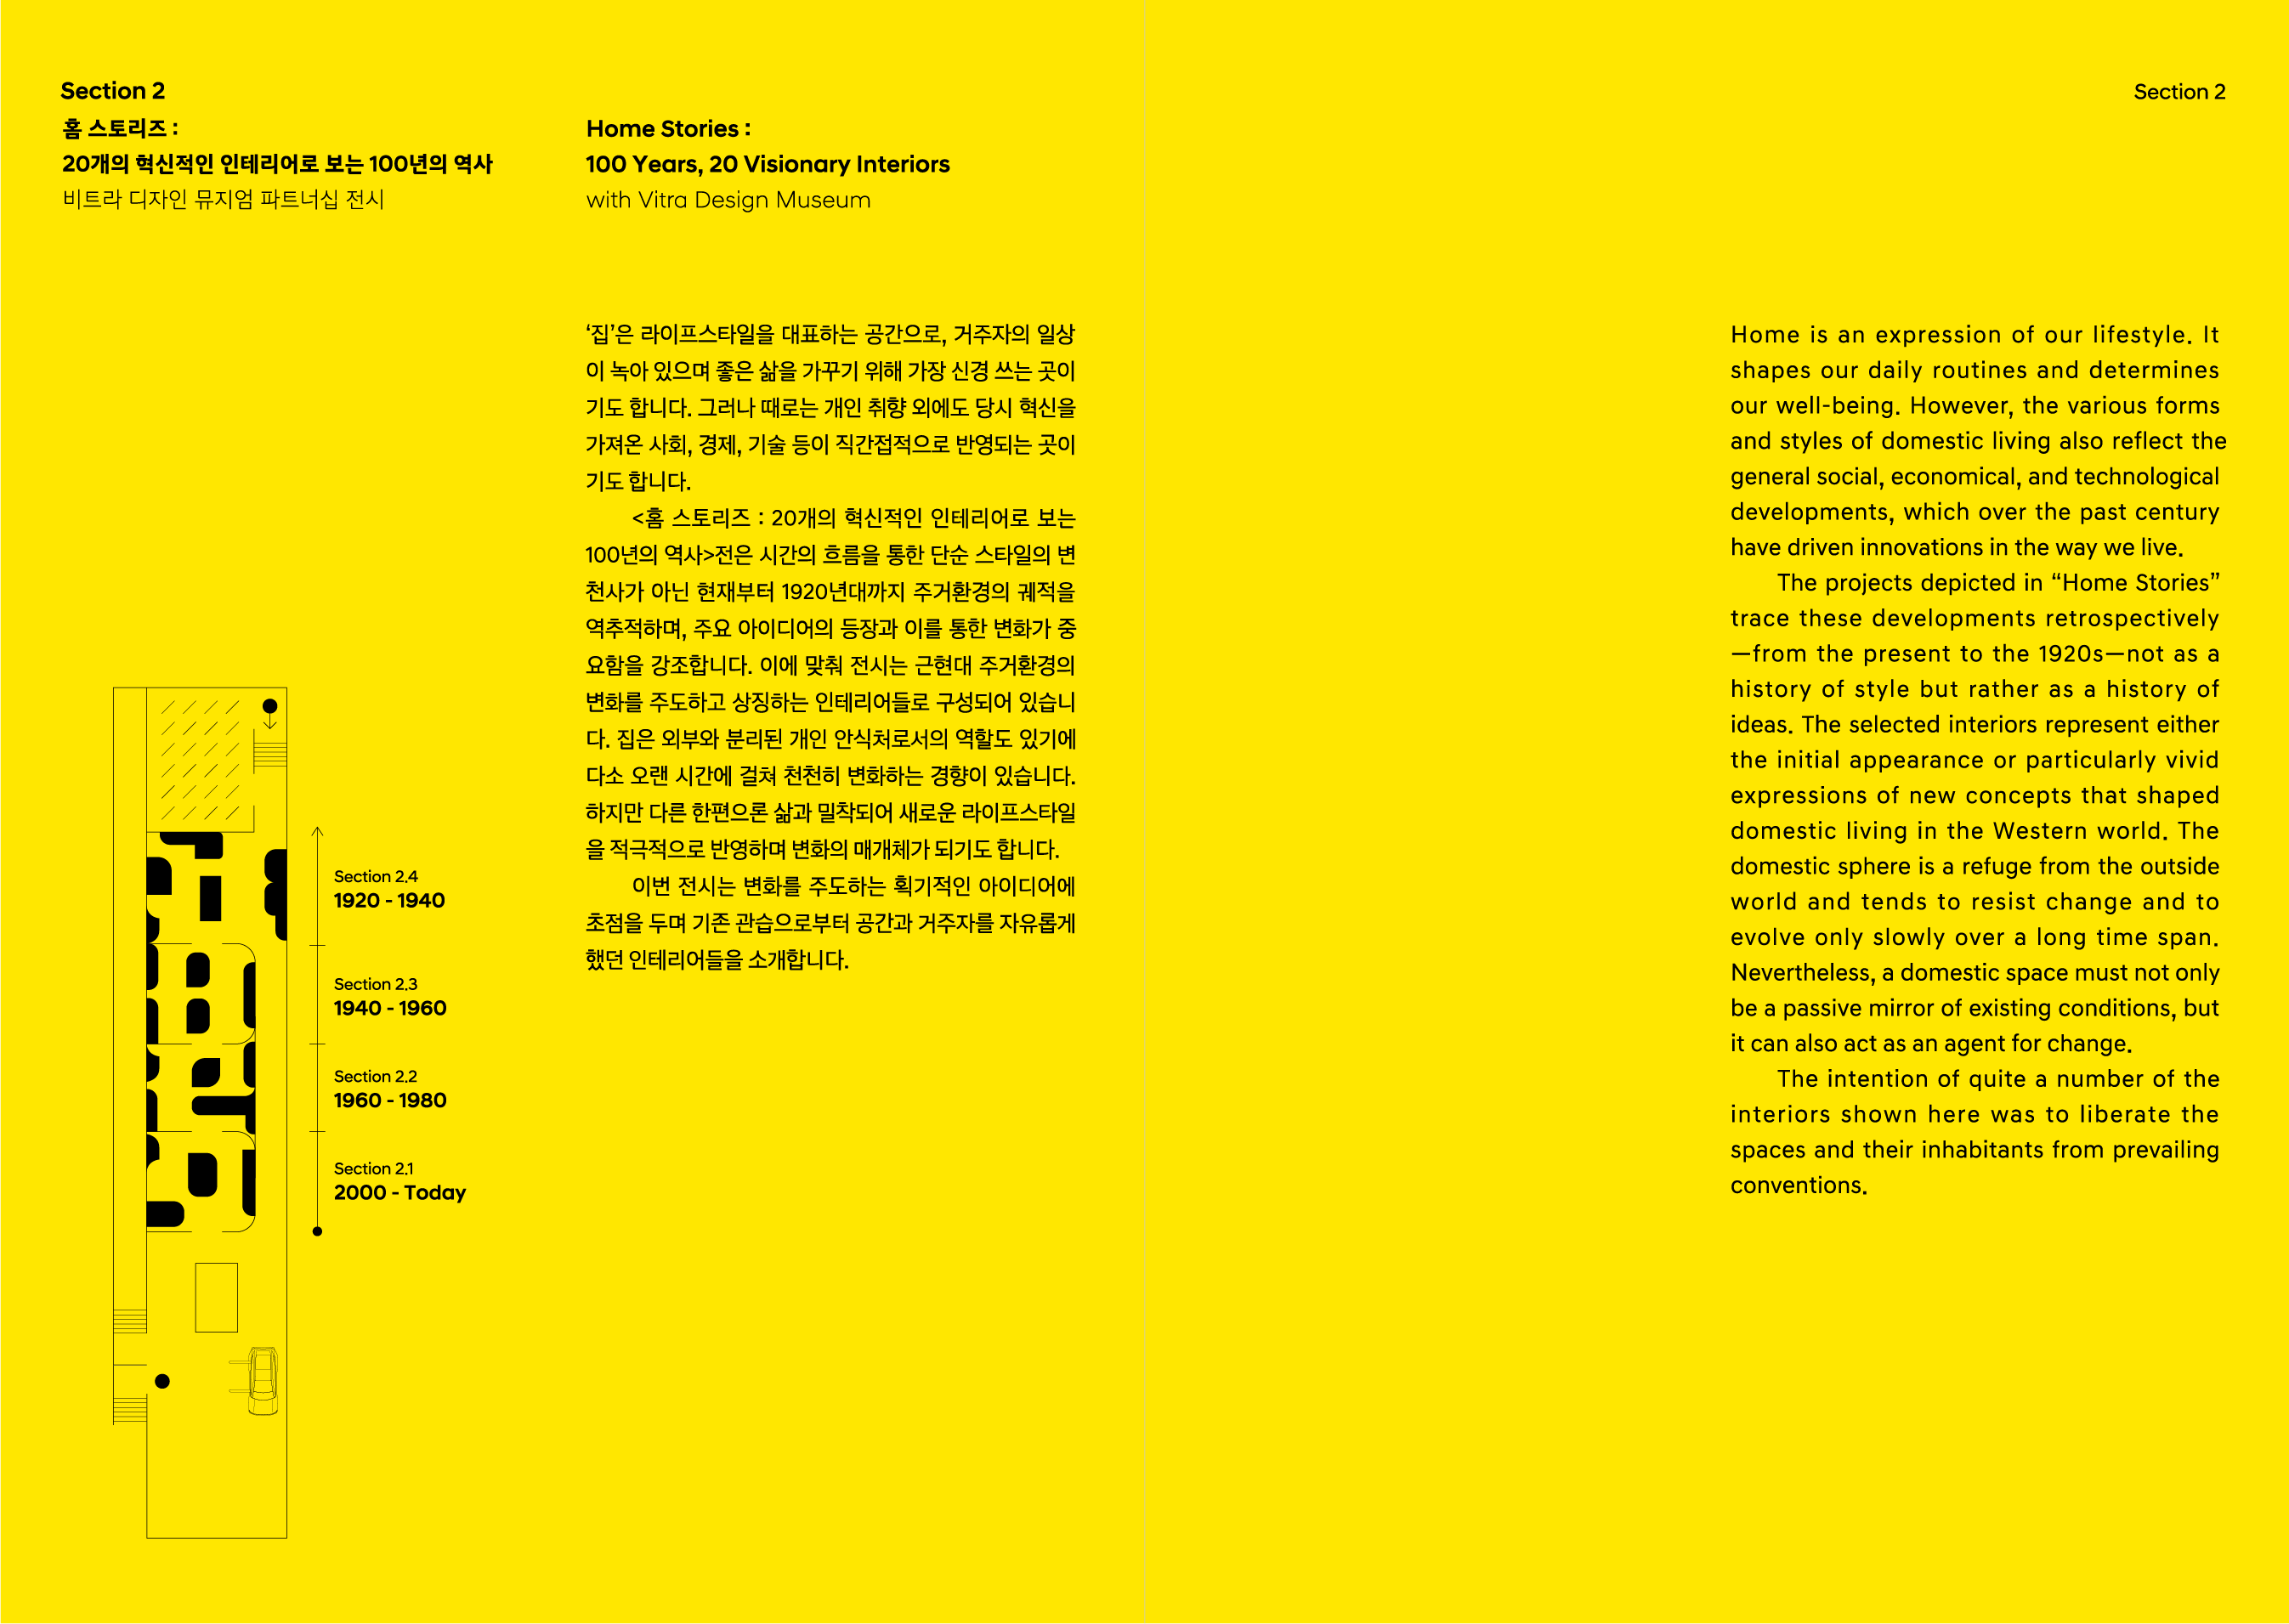 Section 2
홈 스토리즈 :
20개의 혁신적인 인테리어로 보는 100년의 역사
비트라 디자인 뮤지엄 파트너십 전시
Home Stories :
100 Years, 20 Visionary Interiors
with Vitra Design Museum
‘집’은 라이프스타일을 대표하는 공간으로, 거주자의 일상
이 녹아 있으며 좋은 삶을 가꾸기 위해 가장 신경 쓰는 곳이
기도 합니다. 그러나 때로는 개인 취향 외에도 당시 혁신을
가져온 사회, 경제, 기술 등이 직간접적으로 반영되는 곳이
기도 합니다.
<홈 스토리즈 : 20개의 혁신적인 인테리어로 보는
100년의 역사>전은 시간의 흐름을 통한 단순 스타일의 변
천사가 아닌 현재부터 1920년대까지 주거환경의 궤적을
역추적하며, 주요 아이디어의 등장과 이를 통한 변화가 중
요함을 강조합니다. 이에 맞춰 전시는 근현대 주거환경의
변화를 주도하고 상징하는 인테리어들로 구성되어 있습니
다. 집은 외부와 분리된 개인 안식처로서의 역할도 있기에
다소 오랜 시간에 걸쳐 천천히 변화하는 경향이 있습니다.
하지만 다른 한편으론 삶과 밀착되어 새로운 라이프스타일
을 적극적으로 반영하며 변화의 매개체가 되기도 합니다.
이번 전시는 변화를 주도하는 획기적인 아이디어에
초점을 두며 기존 관습으로부터 공간과 거주자를 자유롭게
했던 인테리어들을 소개합니다.
Section 2.4
1920 - 1940
Section 2.3
1940 - 1960
Section 2.2
1960 - 1980
Section 2.1
2000 - Today
Section 2
Home is an expression of our lifestyle. It
shapes our daily routines and determines
our well-being. However, the various forms
and styles of domestic living also reflect the
general social, economical, and technological
developments, which over the past century
have driven innovations in the way we live.
The projects depicted in “Home Stories”
trace these developments retrospectively
—from the present to the 1920s—not as a
history of style but rather as a history of
ideas. The selected interiors represent either
the initial appearance or particularly vivid
expressions of new concepts that shaped
domestic living in the Western world. The
domestic sphere is a refuge from the outside
world and tends to resist change and to
evolve only slowly over a long time span.
Nevertheless, a domestic space must not only
be a passive mirror of existing conditions, but
it can also act as an agent for change.
The intention of quite a number of the
interiors shown here was to liberate the
spaces and their inhabitants from prevailing
conventions.